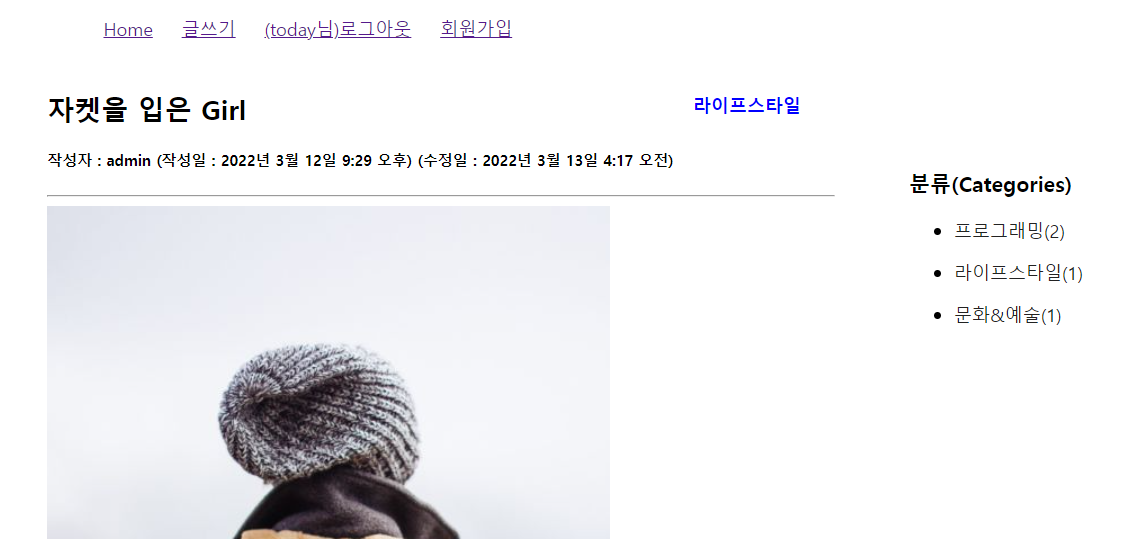 Home 글쓰기 (today님)로그아웃 회원가입
자켓을 입은 Girl
라이프스타일
작성자 : admin (작성일 : 2022년 3월 12일 9:29 오후) (수정일 : 2022년 3월 13일 4:17 오전)
분류(Categories)
프로그래밍(2)
라이프스타일(1)
문화&예술(1)